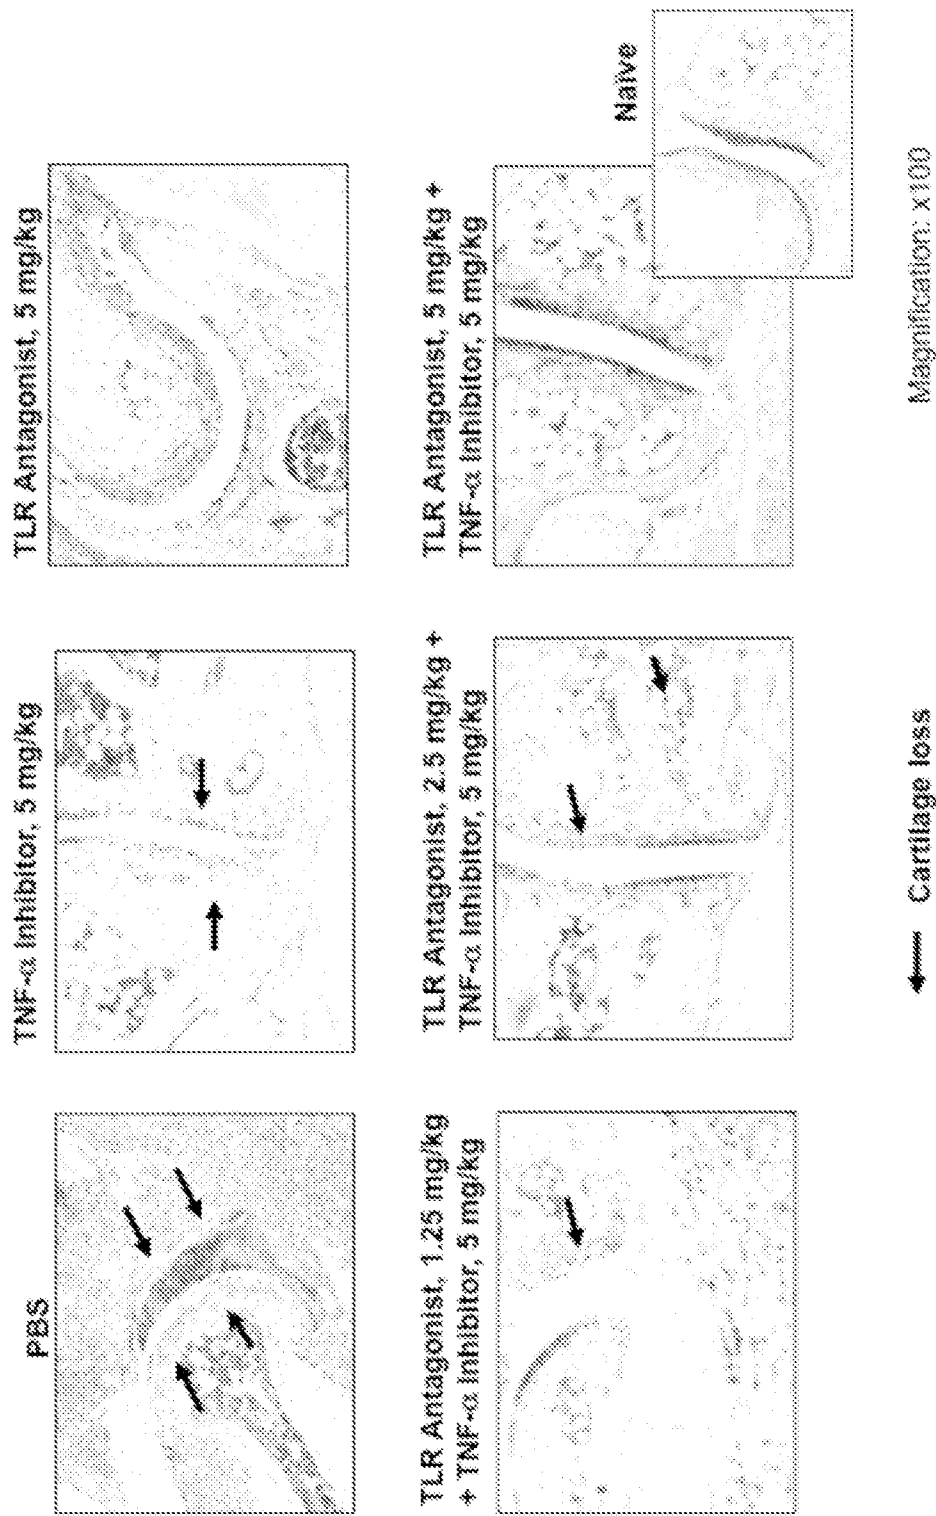 PBS
TNF-α Inhibitor, 5 mg/kg
TLR Antagonist, 5 mg/kg
TLR Antagonist, 1.25 mg/kg
+ TNF-α Inhibitor, 5 mg/kg
TLR Antagonist, 2.5 mg/kg +
TNF-α Inhibitor, 5 mg/kg
TLR Antagonist, 5 mg/kg +
TNF-α Inhibitor, 5 mg/kg
Naïve
Cartilage loss
Magnification: x100